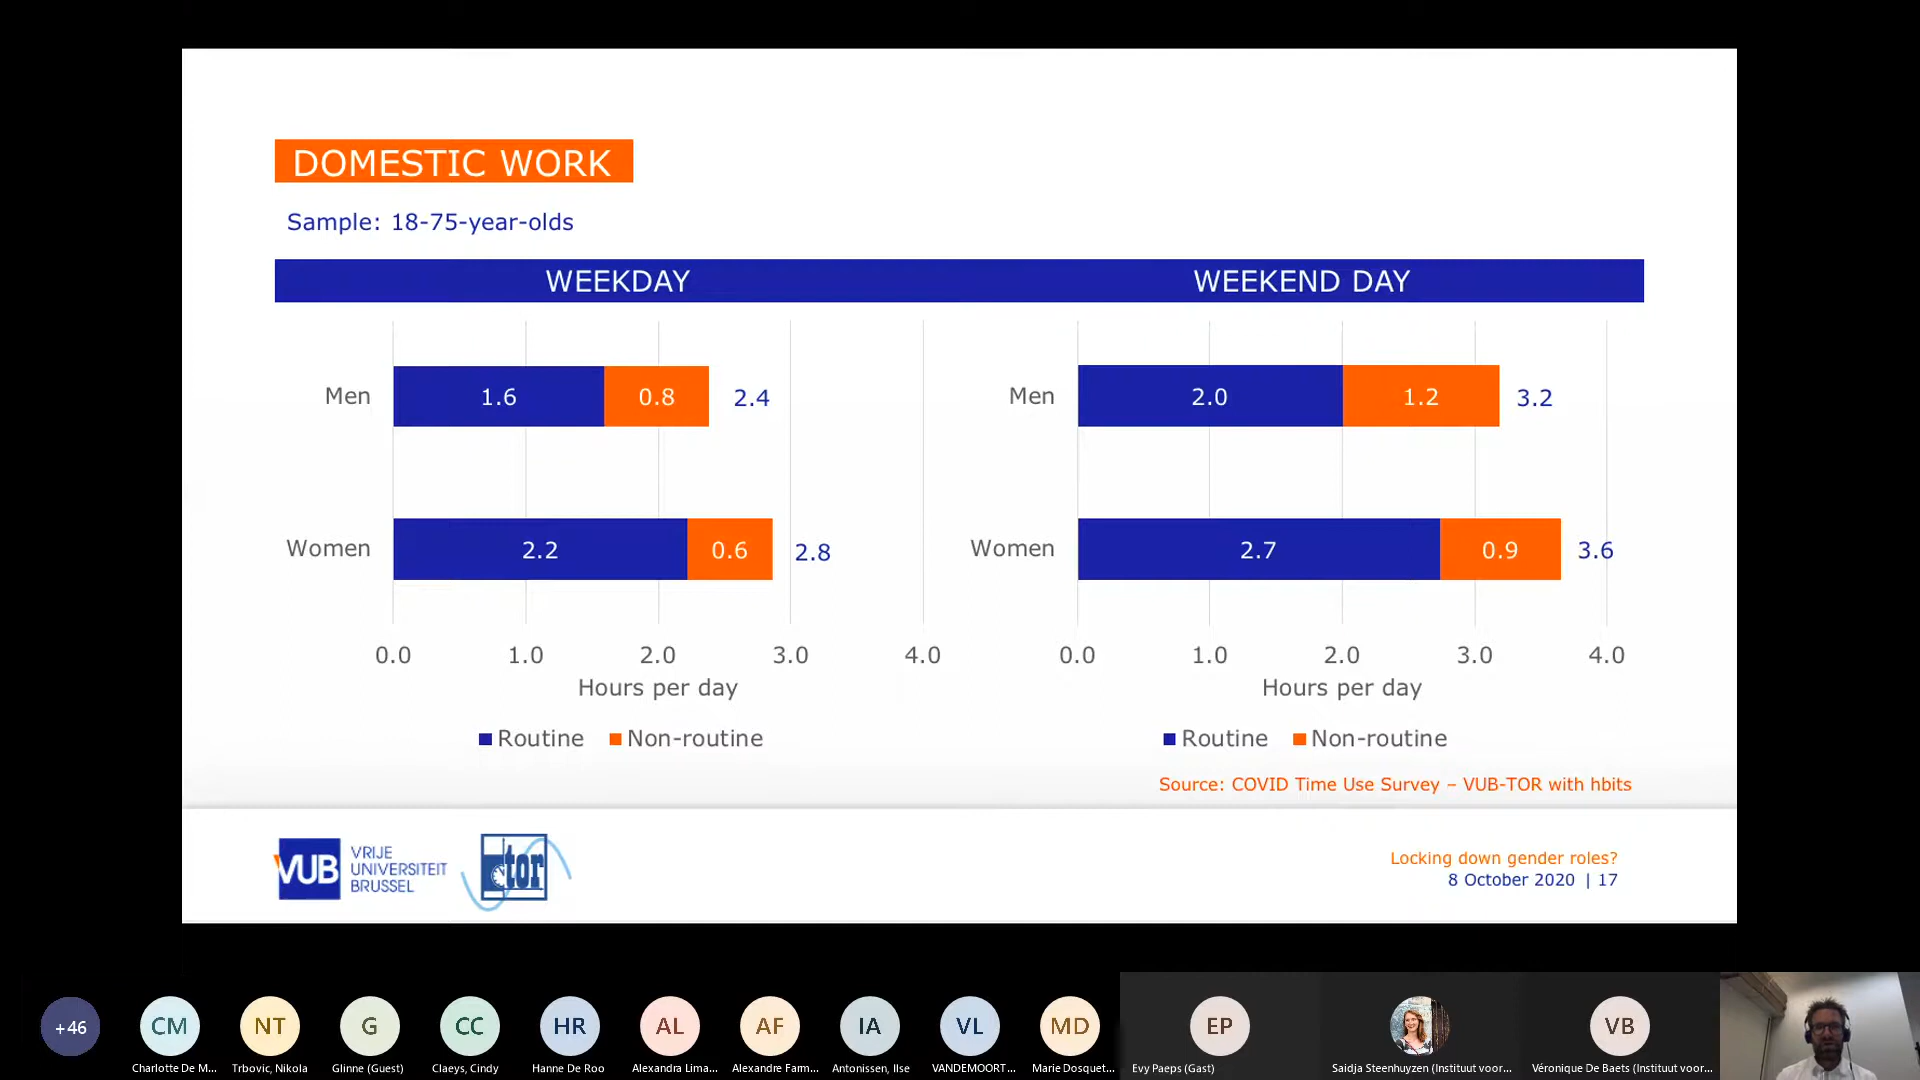 DOMESTIC WORK
Sample: 18-75-year-olds
WEEKDAY
WEEKEND DAY
Men
1.6
0.8
2.4
Women
2.2
0.6
2.8
0.0 1.0 2.0 3.0 4.0
Hours per day
Routine Non-routine
Men
2.0
1.2
3.2
Women
2.7
0.9
3.6
0.0 1.0 2.0 3.0 4.0
Hours per day
Routine Non-routine
Source: COVID Time Use Survey – VUB-TOR with hbits
VUB
VRIJE
UNIVERSITEIT
BRUSSEL
tor
Locking down gender roles?
8 October 2020 | 17
+46
CM
NT
G
CC
HR
AL
AF
IA
VL
MD
EP
VB
Charlotte De M...
Trbovic, Nikola
Glinne (Guest)
Claeys, Cindy
Hanne De Roo
Alexandra Lima...
Alexandre Farm...
Antonissen, Ilse
VANDEMOORT...
Marie Dosquet...
Evy Paeps (Gast)
Saidja Steenhuyzen (Instituut voor...
Véronique De Baets (Instituut voor...